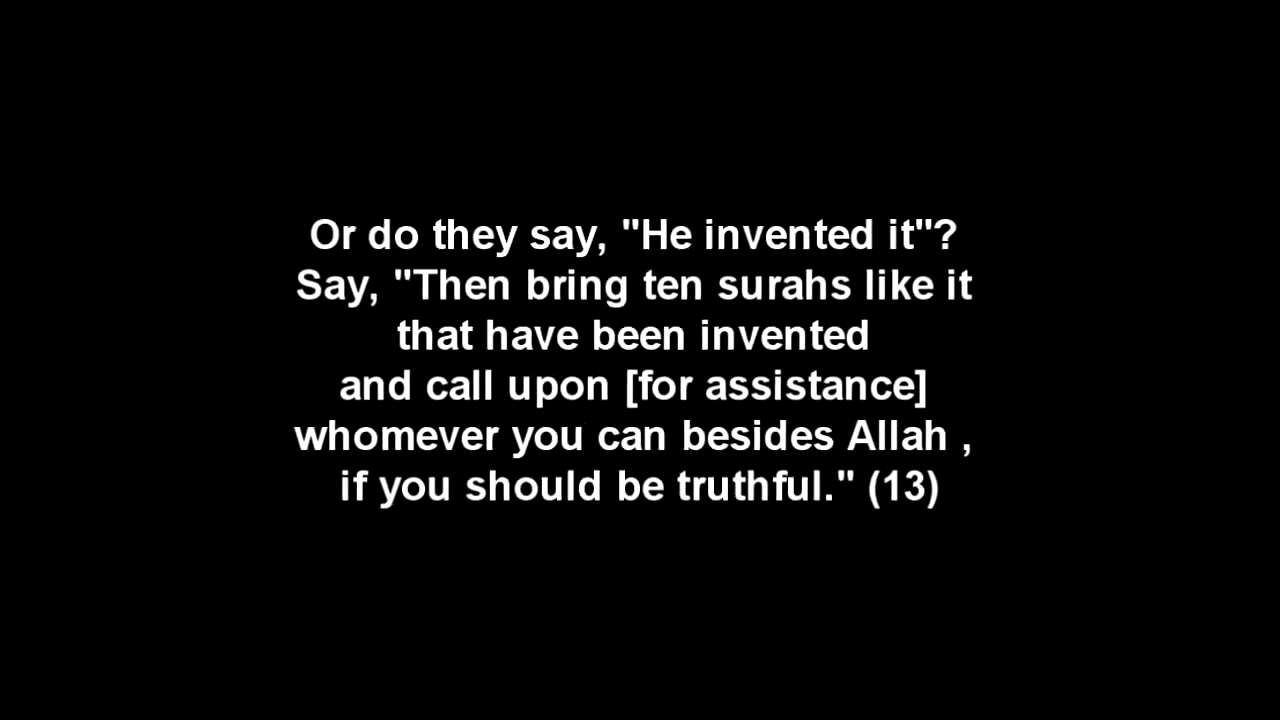 Or do they say, "He invented it"?
Say, "Then bring ten surahs like it
that have been invented
and call upon [for assistance]
whomever you can besides Allah ,
if you should be truthful." (13)